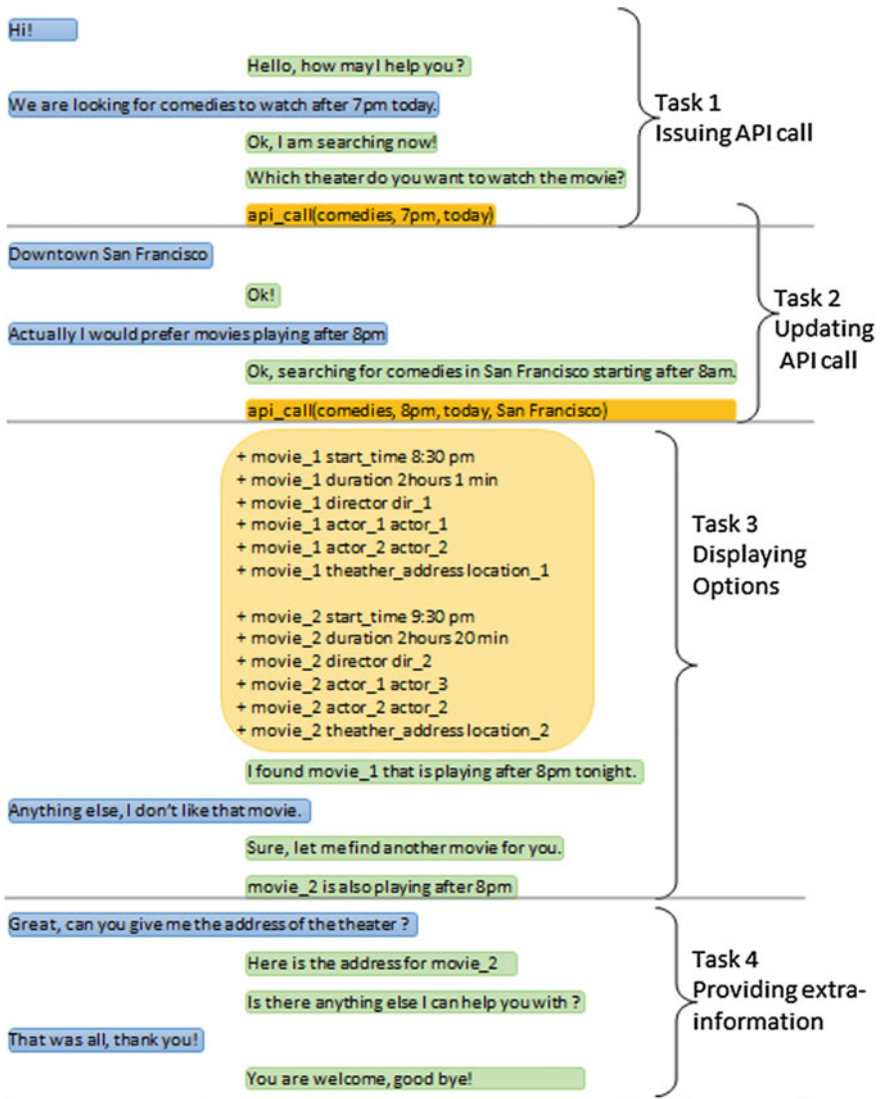 Hi!
Hello, how may I help you ?
We are looking for comedies to watch after 7pm today.
Ok, I am searching now!
Which theater do you want to watch the movie?
api_call(comedies, 7pm, today)
Task 1
Issuing API call
Downtown San Francisco
Ok!
Actually I would prefer movies playing after 8pm
Ok, searching for comedies in San Francisco starting after 8am.
api_call(comedies, 8pm, today, San Francisco)
Task 2
Updating
API call
+ movie_1 start_time 8:30 pm
+ movie_1 duration 2hours 1 min
+ movie_1 director dir_1
+ movie_1 actor_1 actor_1
+ movie_1 actor_2 actor_2
+ movie_1 theather_address location_1
+ movie_2 start_time 9:30 pm
+ movie_2 duration 2hours 20 min
+ movie_2 director dir_2
+ movie_2 actor_1 actor_3
+ movie_2 actor_2 actor_2
+ movie_2 theather_address location_2
I found movie_1 that is playing after 8pm tonight.
Anything else, I don't like that movie.
Sure, let me find another movie for you.
movie_2 is also playing after 8pm
Task 3
Displaying
Options
Great, can you give me the address of the theater ?
Here is the address for movie_2
Is there anything else I can help you with ?
That was all, thank you!
You are welcome, good bye!
Task 4
Providing extra-
information